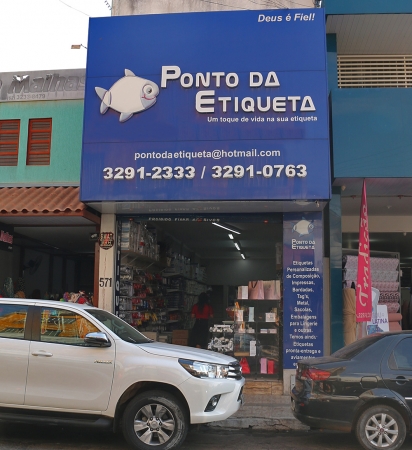 Deus é Fiel!
PONTO DA
ETIQUETA
Um toque de vida na sua etiqueta
pontodaetiqueta@hotmail.com
3291-2333 / 3291-0763
571
PONTO DA
ETIQUETA
Etiquetas
Personalizadas
de Composição,
Impressos,
Bordadas,
Tag's,
Metal,
Sacolas,
Embalagens
para Lingerie
e outros.
Temos ainda:
Etiquetas
pronta-entrega e
aviamentos.